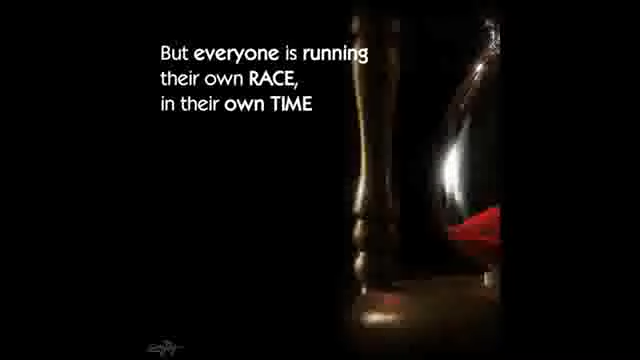 But everyone is running
their own RACE,
in their own TIME